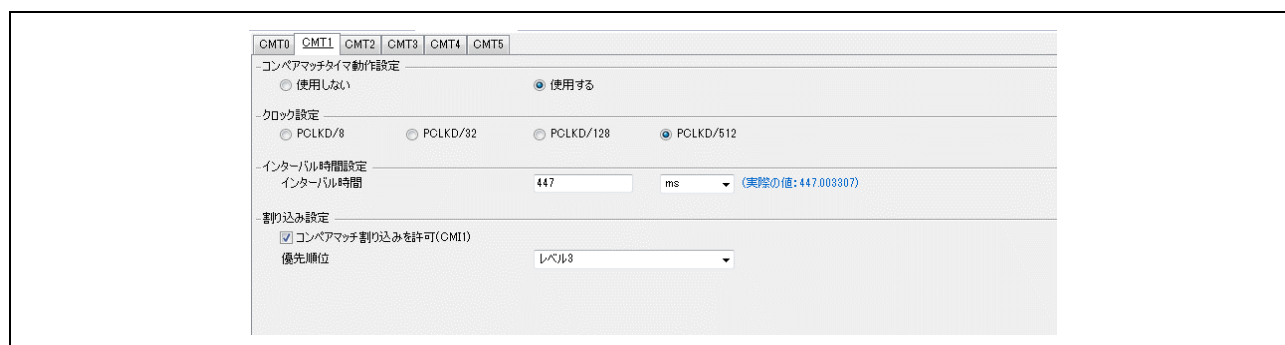 CMT0 CMT1 CMT2 CMT3 CMT4 CMT5
コンペアマッチタイマ動作設定
使用しない 使用する
クロック設定
PCLKD/8 PCLKD/32 PCLKD/128 PCLKD/512
インターバル時間設定
インターバル時間 447 ms (実際の値: 447.003307)
割り込み設定
コンペアマッチ割り込みを許可(CMI1)
優先順位 レベル3